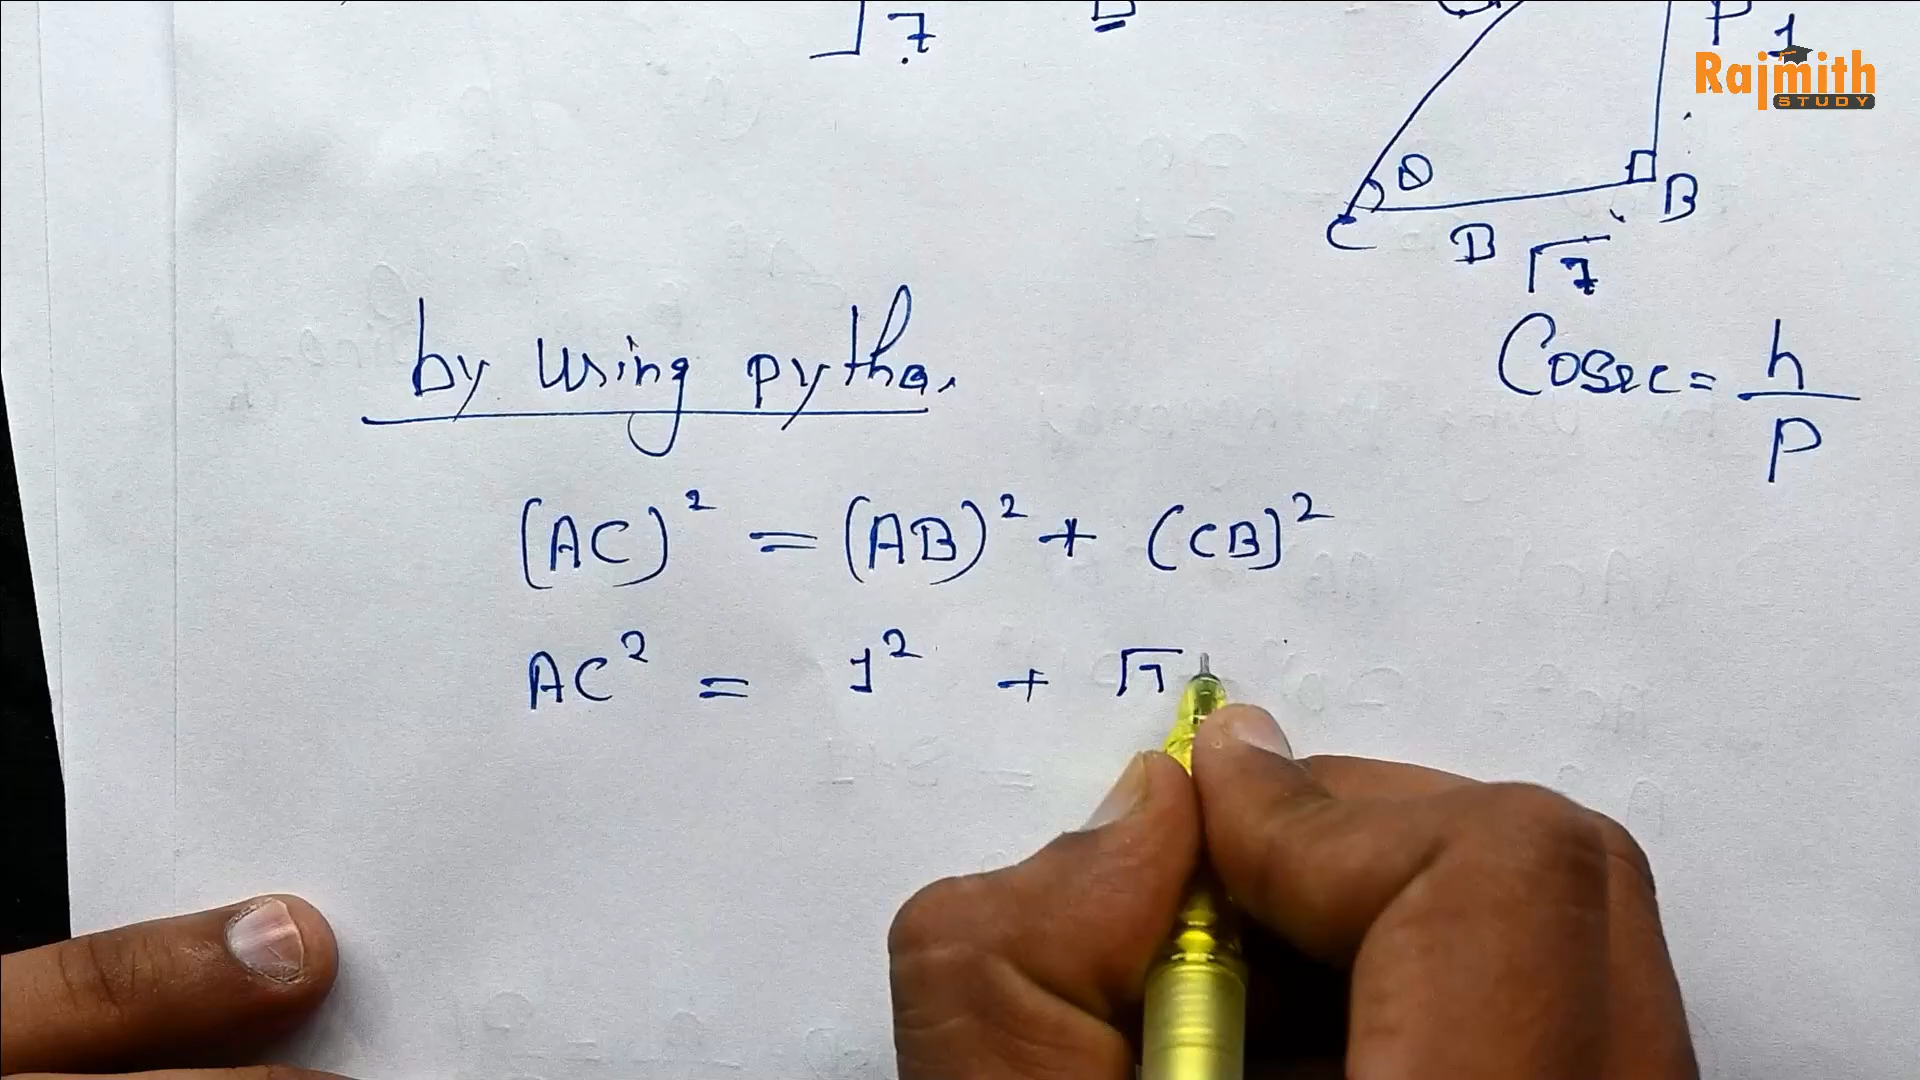 √7
P 1
Rajmith
STUDY
θ
C
B
B √7
by using pytha.
Cosec = h/P
(AC)² = (AB)² + (CB)²
AC² = 1² + √7